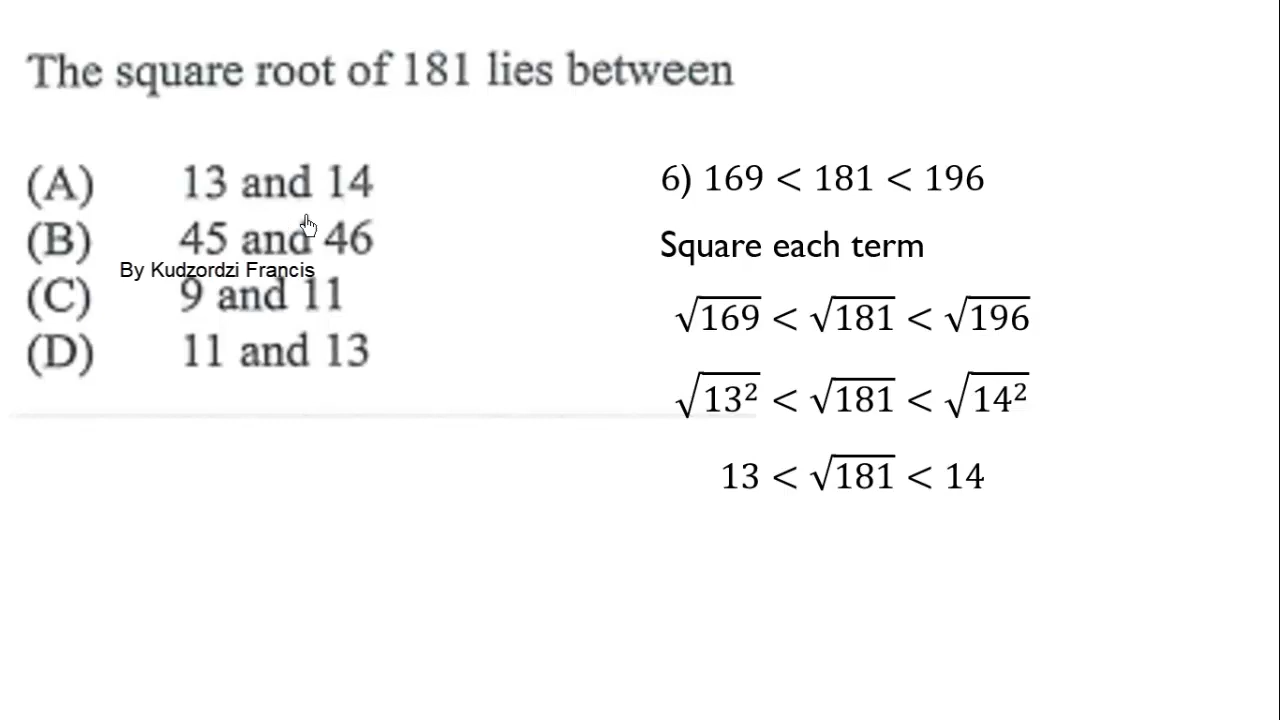 The square root of 181 lies between
(A) 13 and 14
(B) 45 and 46
By Kudzordzi Francis
(C) 9 and 11
(D) 11 and 13
6) 169 < 181 < 196
Square each term
√169 < √181 < √196
√13² < √181 < √14²
13 < √181 < 14